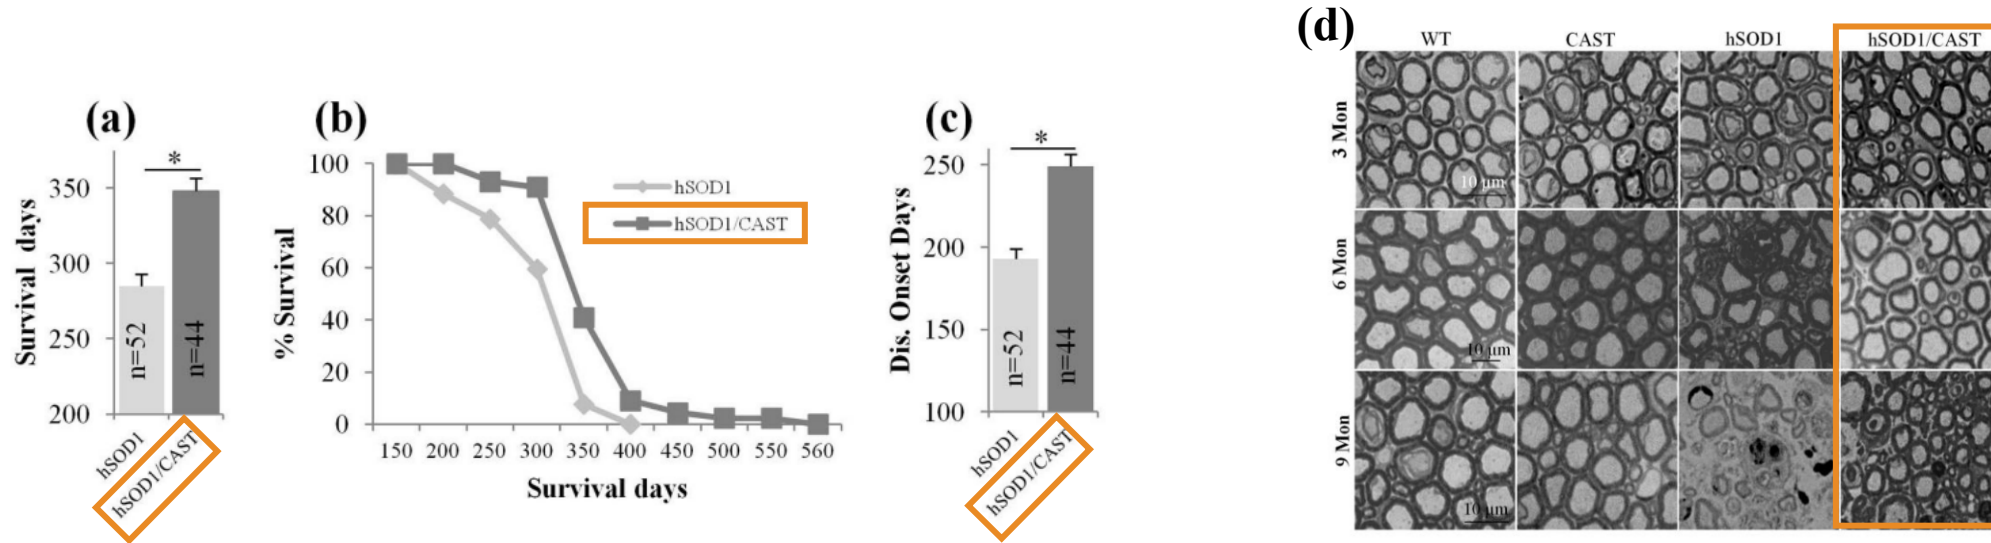 (a)
Survival days
350
300
250
200
*
n=52
n=44
hSOD1
hSOD1/CAST
(b)
% Survival
100
80
60
40
20
0
hSOD1
hSOD1/CAST
150 200 250 300 350 400 450 500 550 560
Survival days
(c)
Dis. Onset Days
250
200
150
100
*
n=52
n=44
hSOD1
hSOD1/CAST
(d)
WT CAST hSOD1 hSOD1/CAST
3 Mon
10 µm
6 Mon
10 µm
9 Mon
10 µm